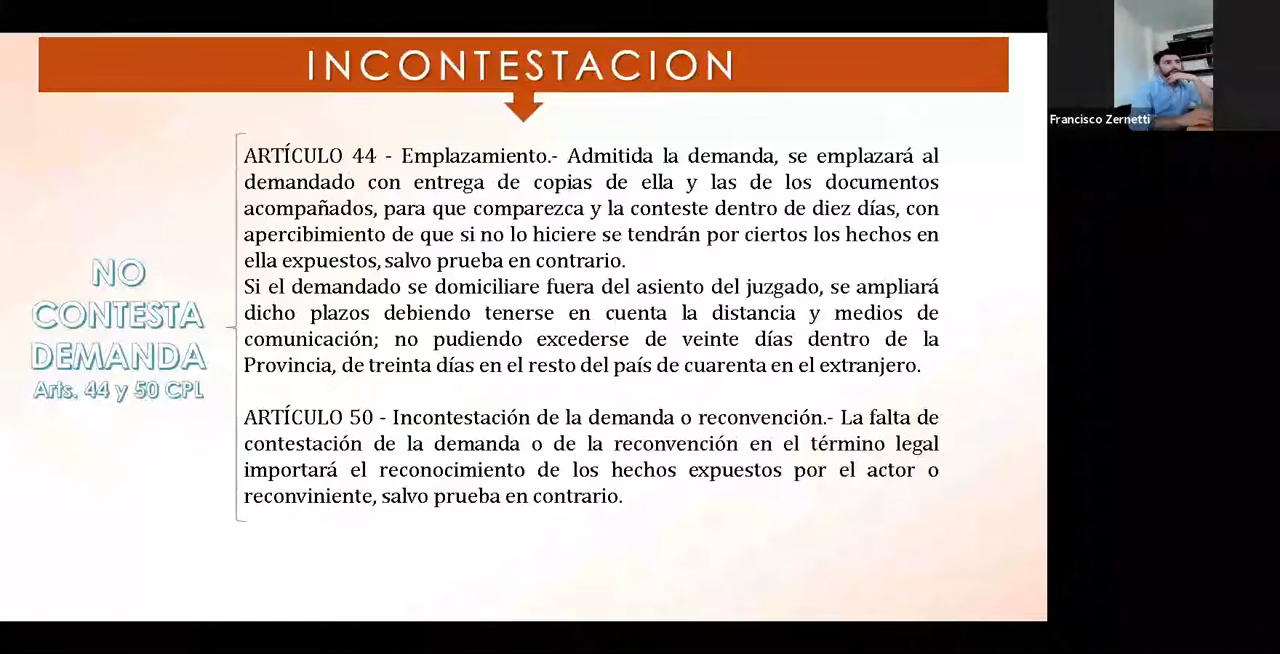 INCONTESTACION
Francisco Zernetti
NO
CONTESTA
DEMANDA
Arts. 44 y 50 CPL
ARTÍCULO 44 - Emplazamiento.- Admitida la demanda, se emplazará al
demandado con entrega de copias de ella y las de los documentos
acompañados, para que comparezca y la conteste dentro de diez días, con
apercibimiento de que si no lo hiciere se tendrán por ciertos los hechos en
ella expuestos, salvo prueba en contrario.
Si el demandado se domiciliare fuera del asiento del juzgado, se ampliará
dicho plazos debiendo tenerse en cuenta la distancia y medios de
comunicación; no pudiendo excederse de veinte días dentro de la
Provincia, de treinta días en el resto del país de cuarenta en el extranjero.
ARTÍCULO 50 - Incontestación de la demanda o reconvención.- La falta de
contestación de la demanda o de la reconvención en el término legal
importará el reconocimiento de los hechos expuestos por el actor o
reconviniente, salvo prueba en contrario.